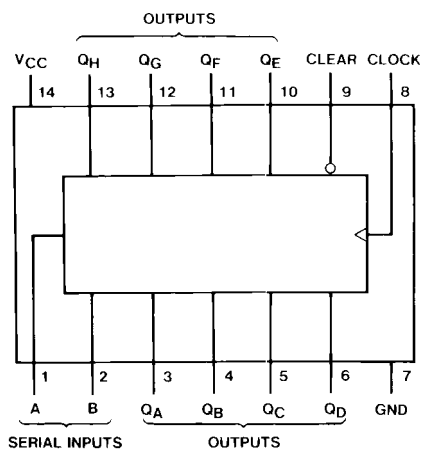 OUTPUTS
VCC QH QG QF QE CLEAR CLOCK
14 13 12 11 10 9 8
1 2 3 4 5 6 7
A B QA QB QC QD GND
SERIAL INPUTS OUTPUTS